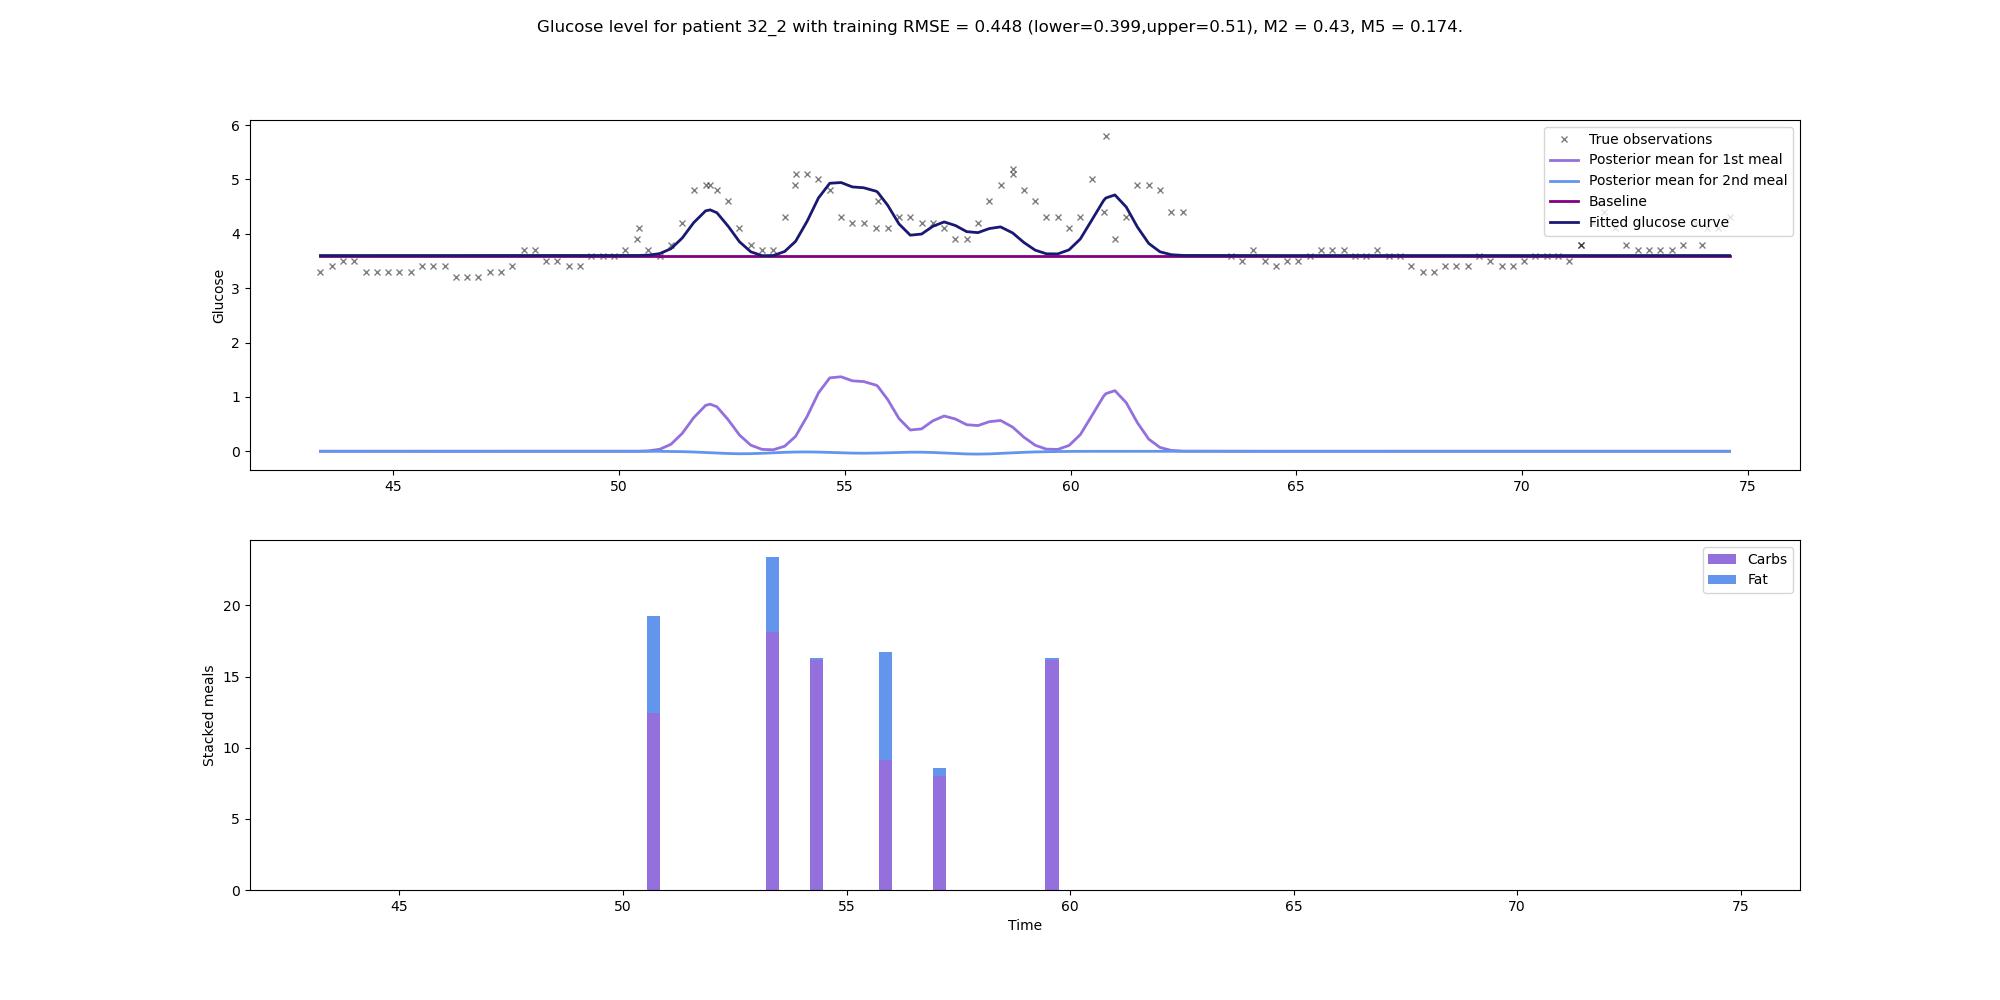 Glucose level for patient 32_2 with training RMSE = 0.448 (lower=0.399,upper=0.51), M2 = 0.43, M5 = 0.174.
6
5
4
3
2
1
0
Glucose
True observations
Posterior mean for 1st meal
Posterior mean for 2nd meal
Baseline
Fitted glucose curve
45 50 55 60 65 70 75
20
15
10
5
0
Stacked meals
Carbs
Fat
45 50 55 60 65 70 75
Time